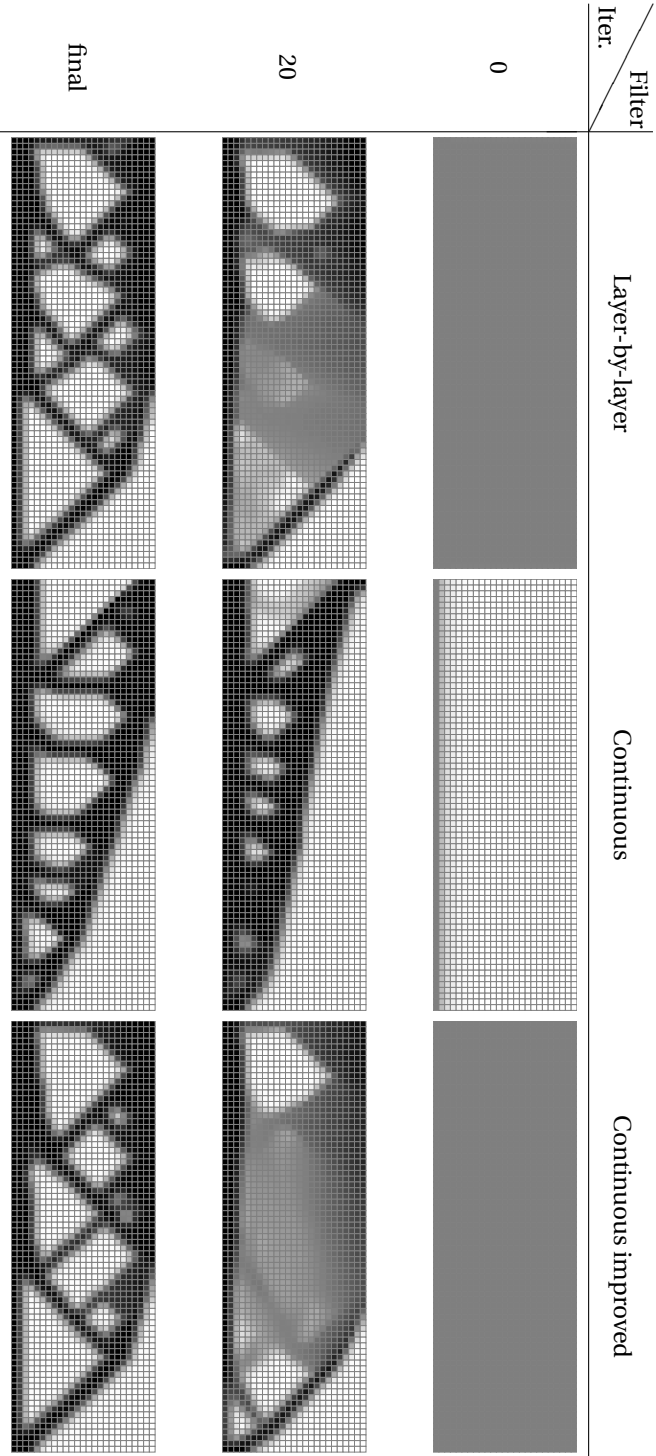 Filter
Iter.
Layer-by-layer
Continuous
Continuous improved
0
20
final